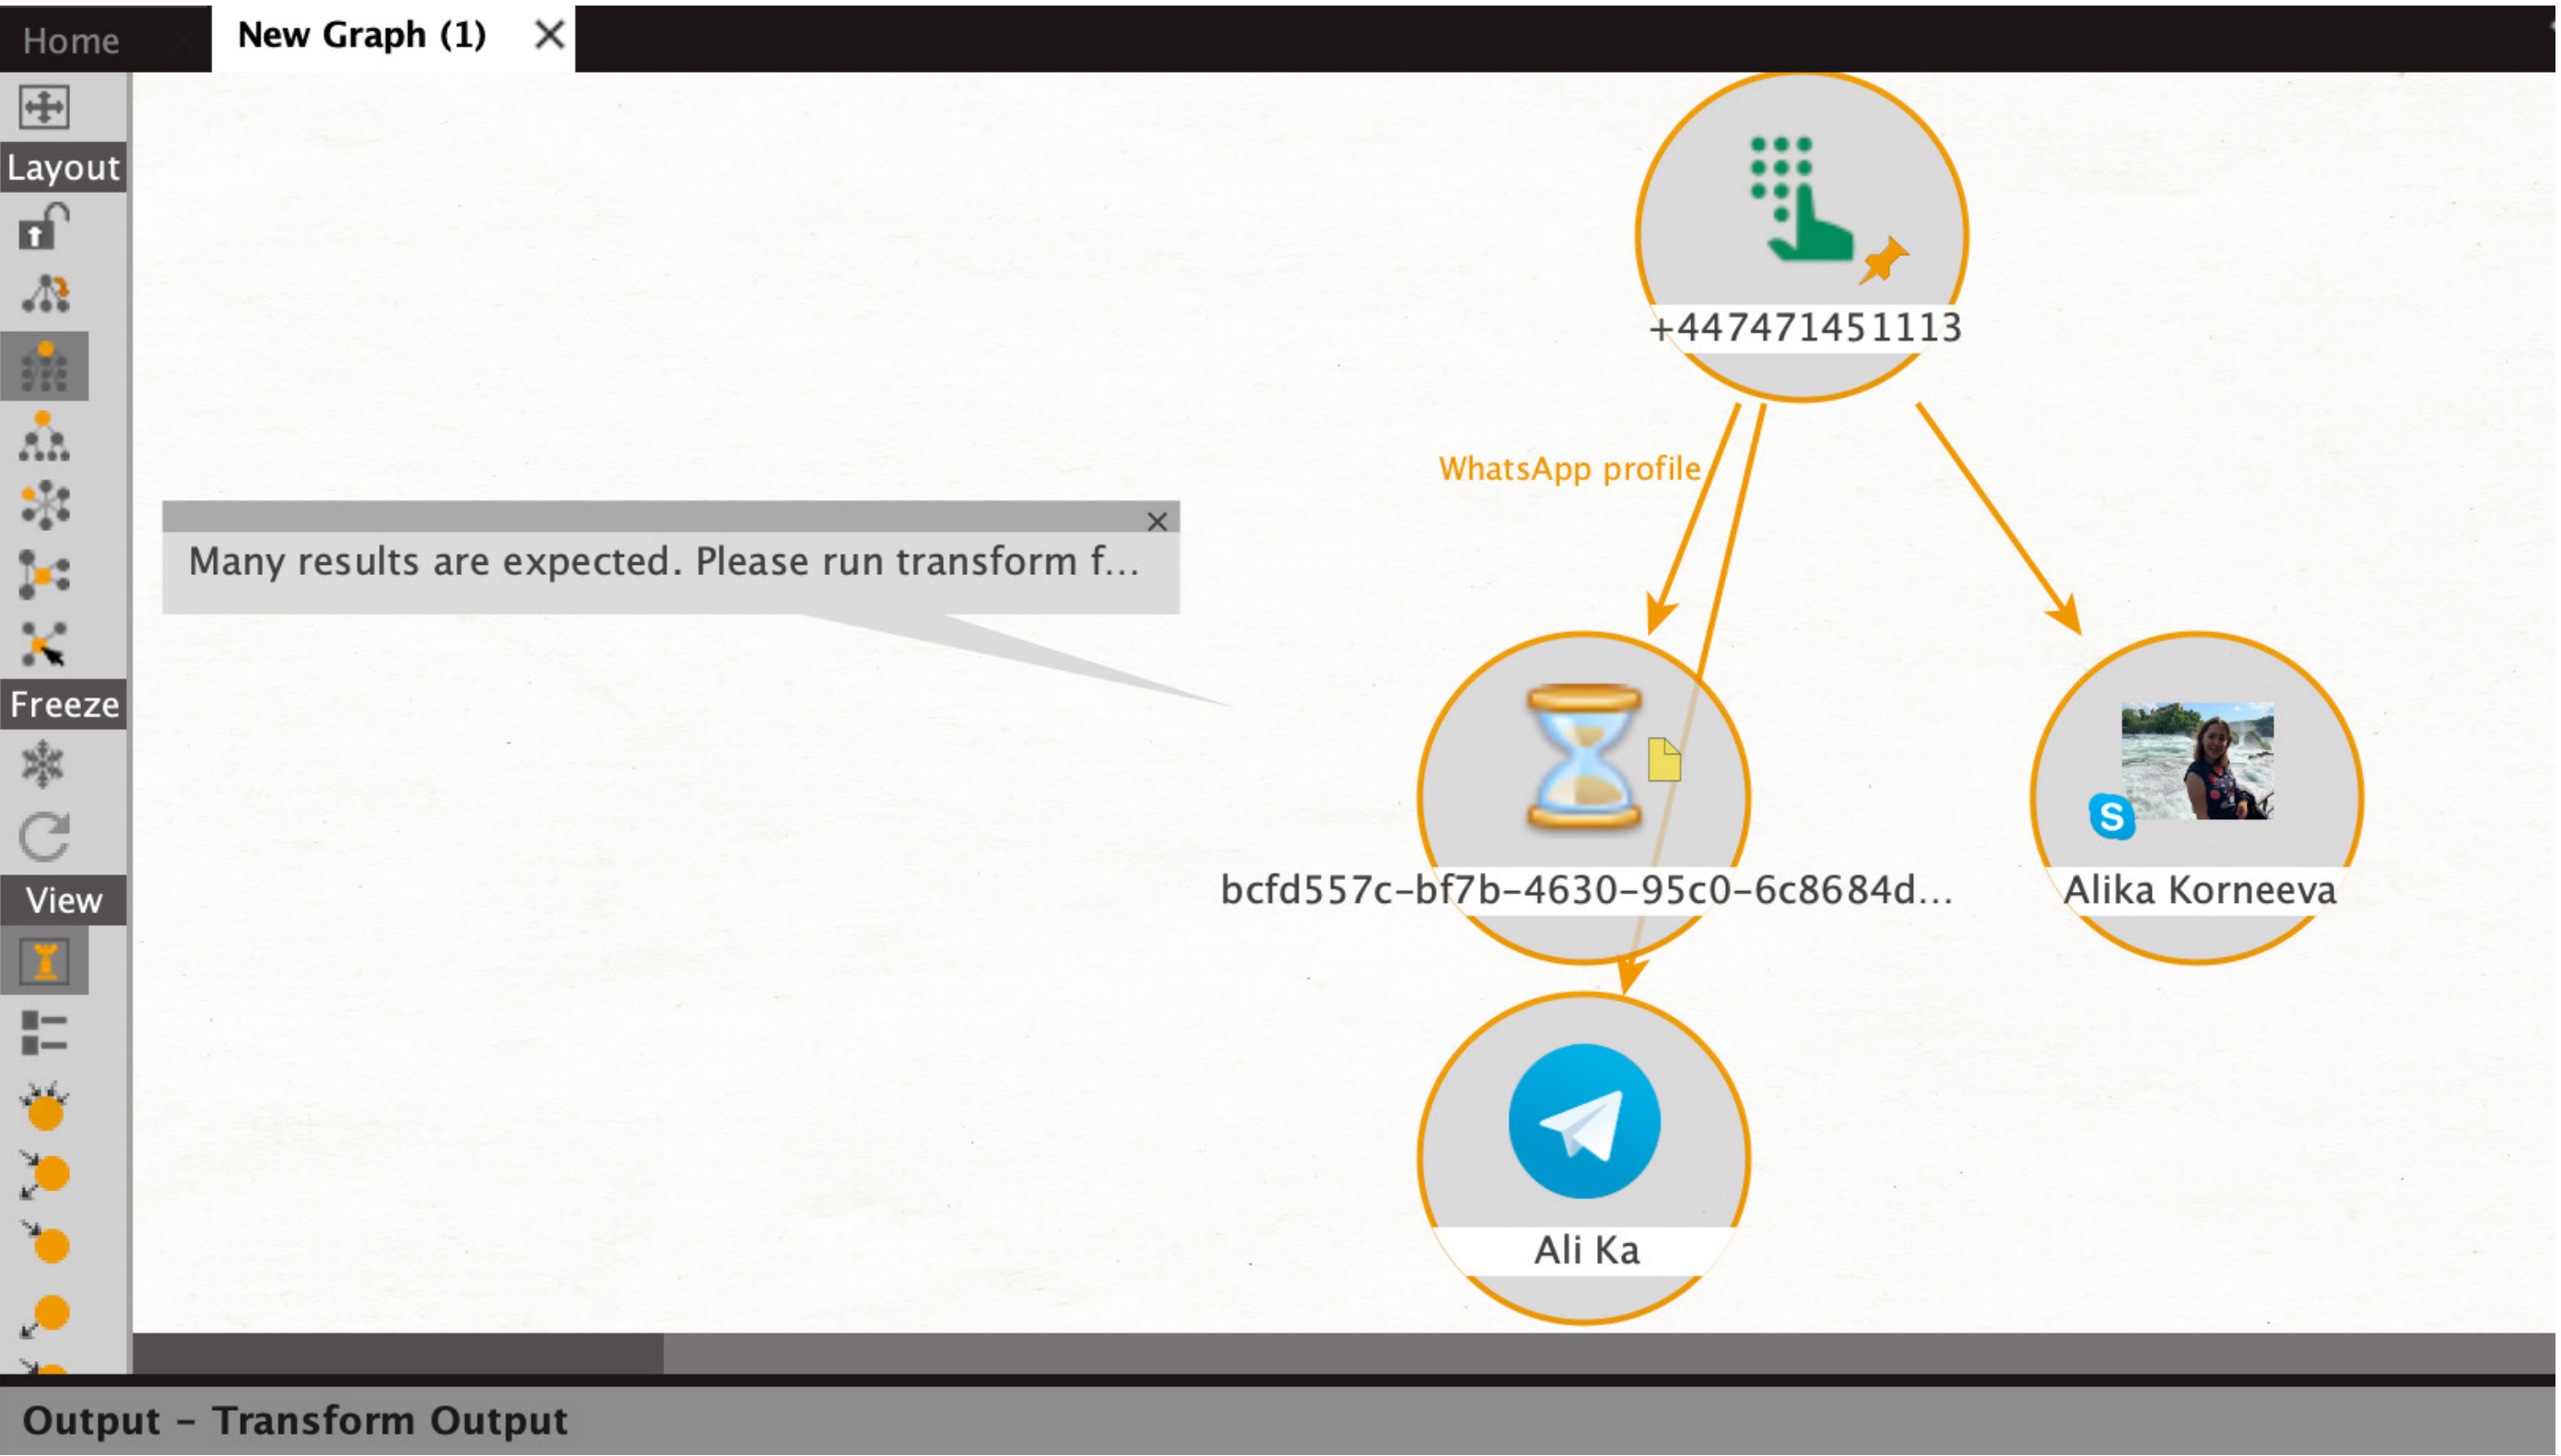 Home
New Graph (1)
Layout
+447471451113
WhatsApp profile
Many results are expected. Please run transform f...
Freeze
View
bcfd557c-bf7b-4630-95c0-6c8684d...
Alika Korneeva
S
Ali Ka
Output – Transform Output